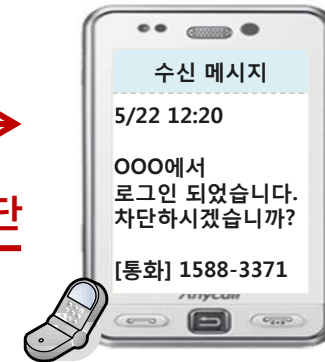 수신 메시지
5/22 12:20
OOO에서
로그인 되었습니다.
차단하시겠습니까?
[통화] 1588-3371
Anycall
단